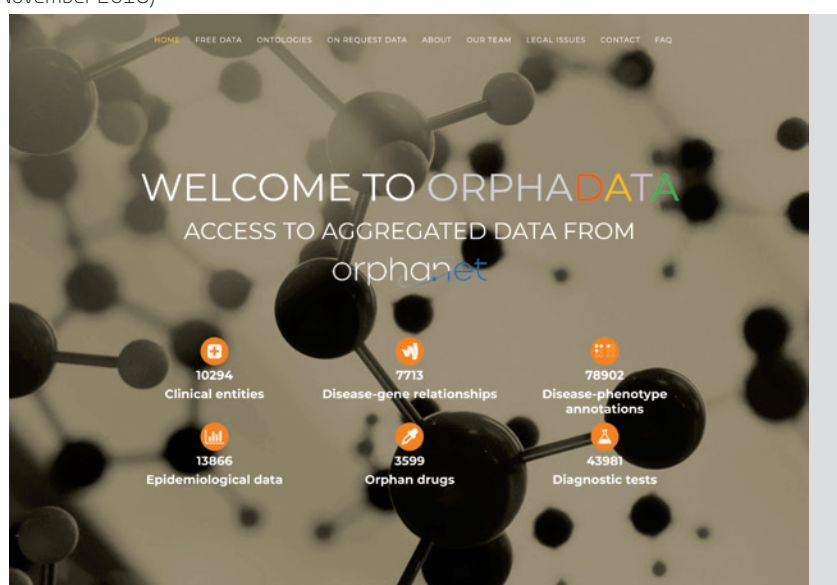 November 2018)
HOME FREE DATA ONTOLOGIES ON REQUEST DATA ABOUT OUR TEAM LEGAL ISSUES CONTACT FAQ
WELCOME TO ORPHADATA
ACCESS TO AGGREGATED DATA FROM
orphanet
10294
Clinical entities
7713
Disease-gene relationships
78902
Disease-phenotype
annotations
13866
Epidemiological data
3599
Orphan drugs
43981
Diagnostic tests